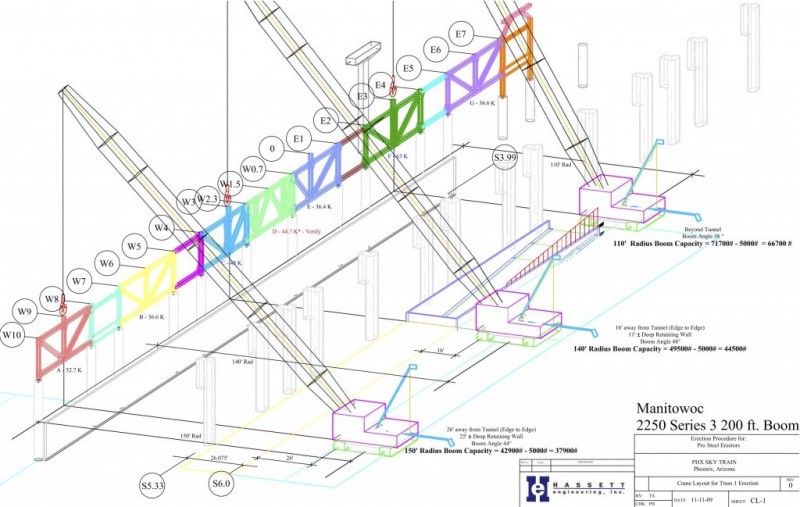 E7
E6
E5
E4
E3
E2
E1
0
W0.7
W1.5
W2.3
W3
W4
W5
W6
W7
W8
W9
W10
G - 36.6 K
F - 63 K
E - 36.4 K
D - 44.7 K* - Verify
B - 36.6 K
A - 32.7 K
S3.99
110' Rad
140' Rad
150' Rad
16'
26'
26.075'
S5.33
S6.0
Beyond Tunnel
Boom Angle 58 °
110' Radius Boom Capacity = 71700# - 5000# = 66700 #
16' away from Tunnel (Edge to Edge)
11' ± Deep Retaining Wall
Boom Angle 48°
140' Radius Boom Capacity = 49500# - 5000# = 44500#
26' away from Tunnel (Edge to Edge)
25' ± Deep Retaining Wall
Boom Angle 44°
150' Radius Boom Capacity = 42900# - 5000# = 37900#
Manitowoc
2250 Series 3 200 ft. Boom
Erection Procedure for:
Pro Steel Erectors
PHX SKY TRAIN
Phoenix, Arizona
Crane Layout for Truss 1 Erection
REV
0
BY: TX
CHK: PH
DATE: 11-11-09
SHEET: CL-1
H e
HASSETT
engineering, inc.